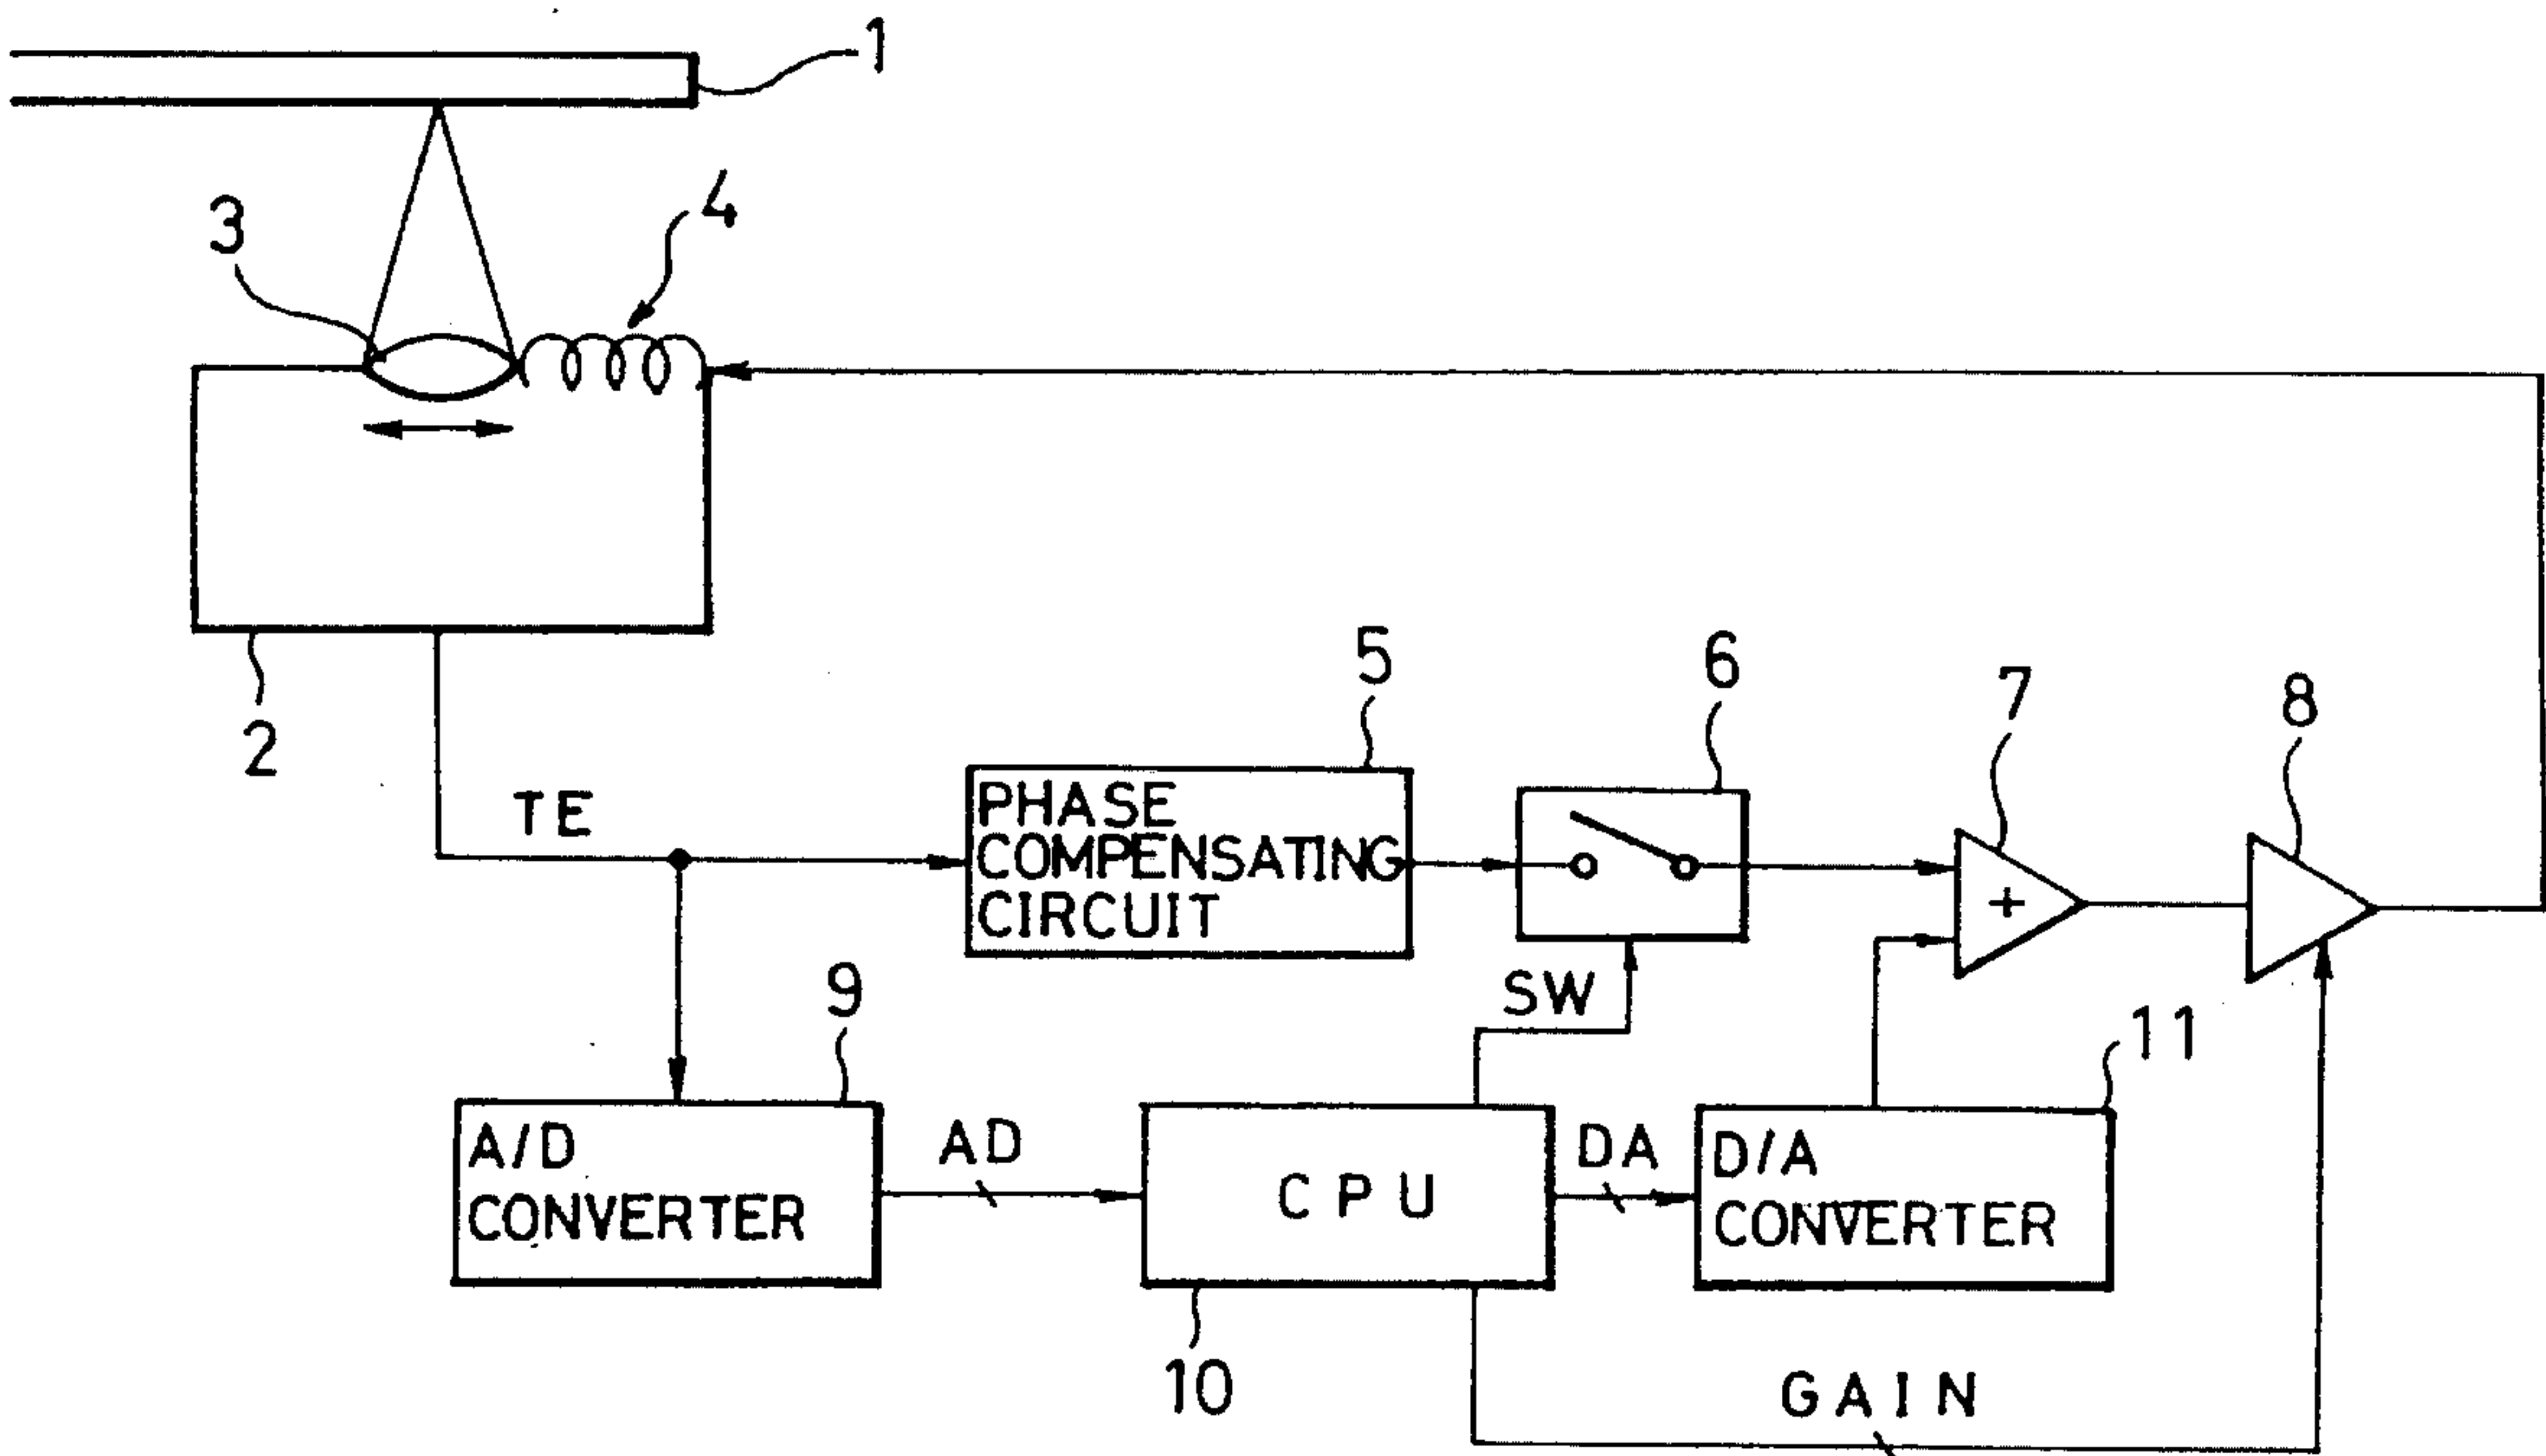 1
3
4
2
TE
5
6
7
8
PHASE
COMPENSATING
CIRCUIT
+
SW
9
11
A/D
CONVERTER
AD
CPU
DA
D/A
CONVERTER
10
GAIN